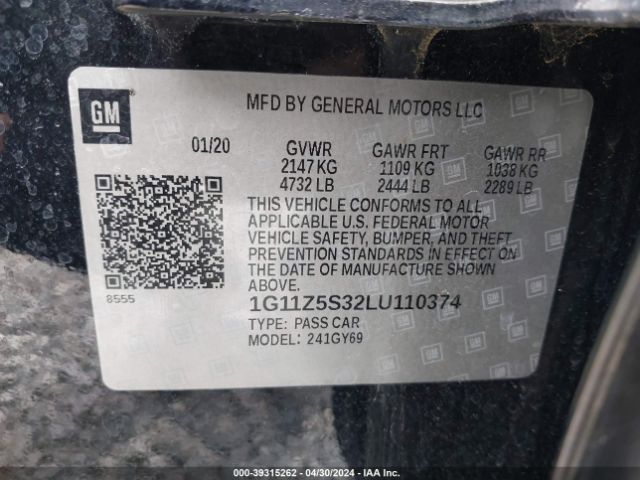 GM
MFD BY GENERAL MOTORS LLC
01/20 GVWR GAWR FRT GAWR RR
2147 KG 1109 KG 1038 KG
4732 LB 2444 LB 2289 LB
THIS VEHICLE CONFORMS TO ALL
APPLICABLE U.S. FEDERAL MOTOR
VEHICLE SAFETY, BUMPER, AND THEFT
PREVENTION STANDARDS IN EFFECT ON
THE DATE OF MANUFACTURE SHOWN
ABOVE.
8555
1G11Z5S32LU110374
TYPE: PASS CAR
MODEL: 241GY69
000-39315262 - 04/30/2024 - IAA Inc.